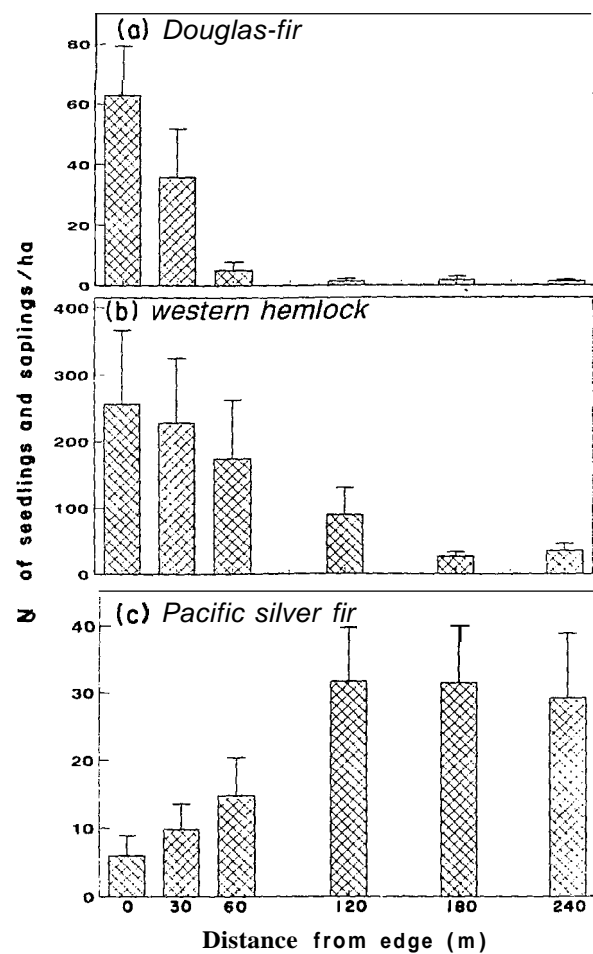 (a) Douglas-fir
80
60
40
20
0
(b) western hemlock
400
300
200
100
0
(c) Pacific silver fir
40
30
20
10
0
0 30 60 120 180 240
Distance from edge (m)
of seedlings and saplings/ha